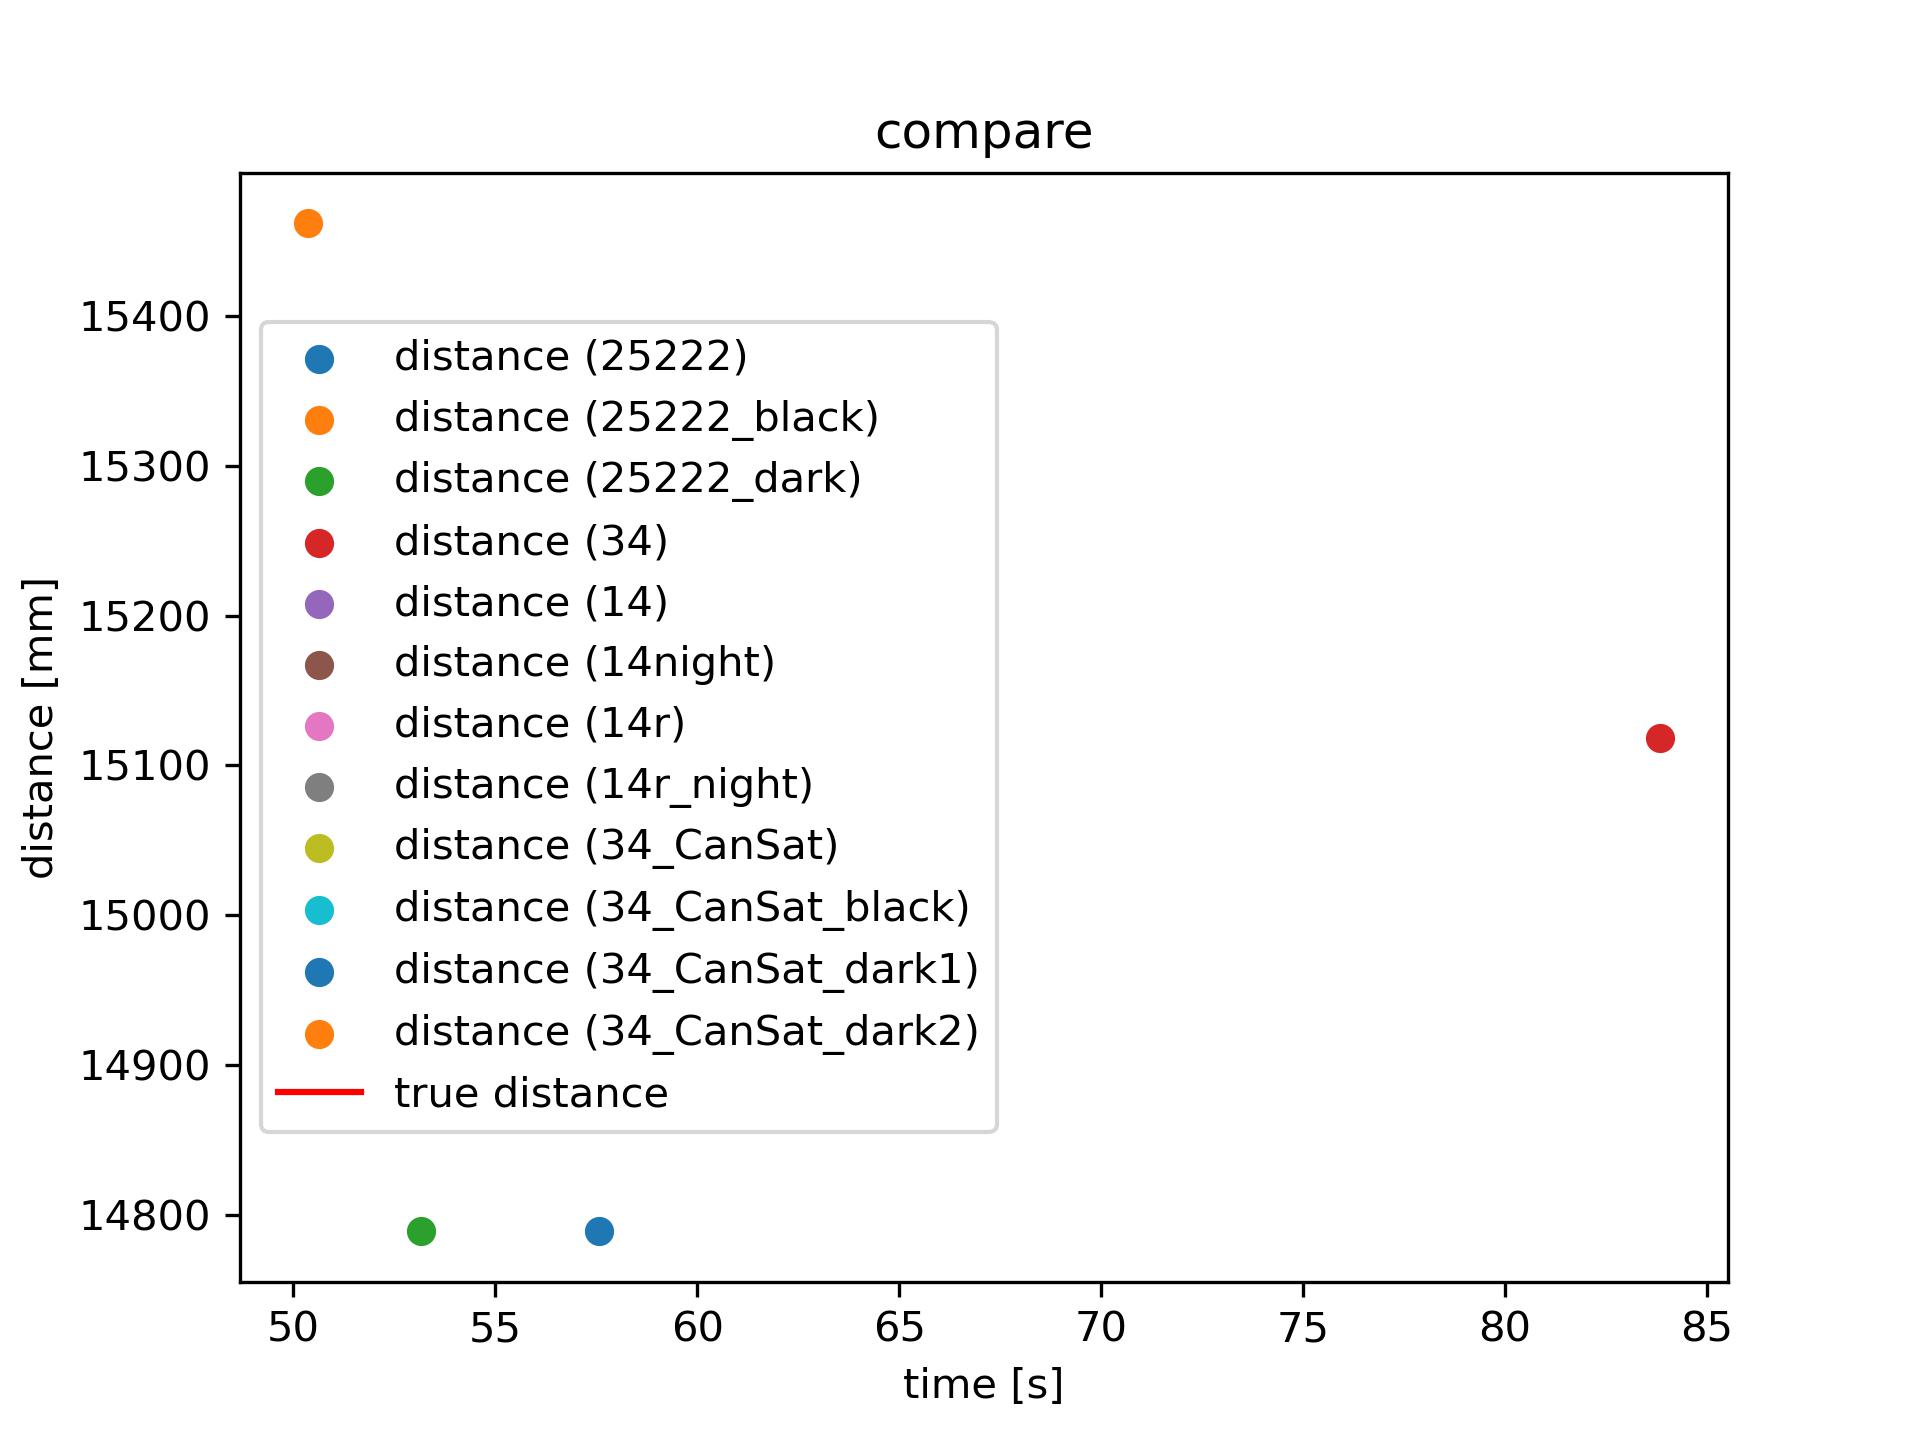 compare
15400
15300
15200
15100
15000
14900
14800
distance [mm]
distance (25222)
distance (25222_black)
distance (25222_dark)
distance (34)
distance (14)
distance (14night)
distance (14r)
distance (14r_night)
distance (34_CanSat)
distance (34_CanSat_black)
distance (34_CanSat_dark1)
distance (34_CanSat_dark2)
true distance
50 55 60 65 70 75 80 85
time [s]